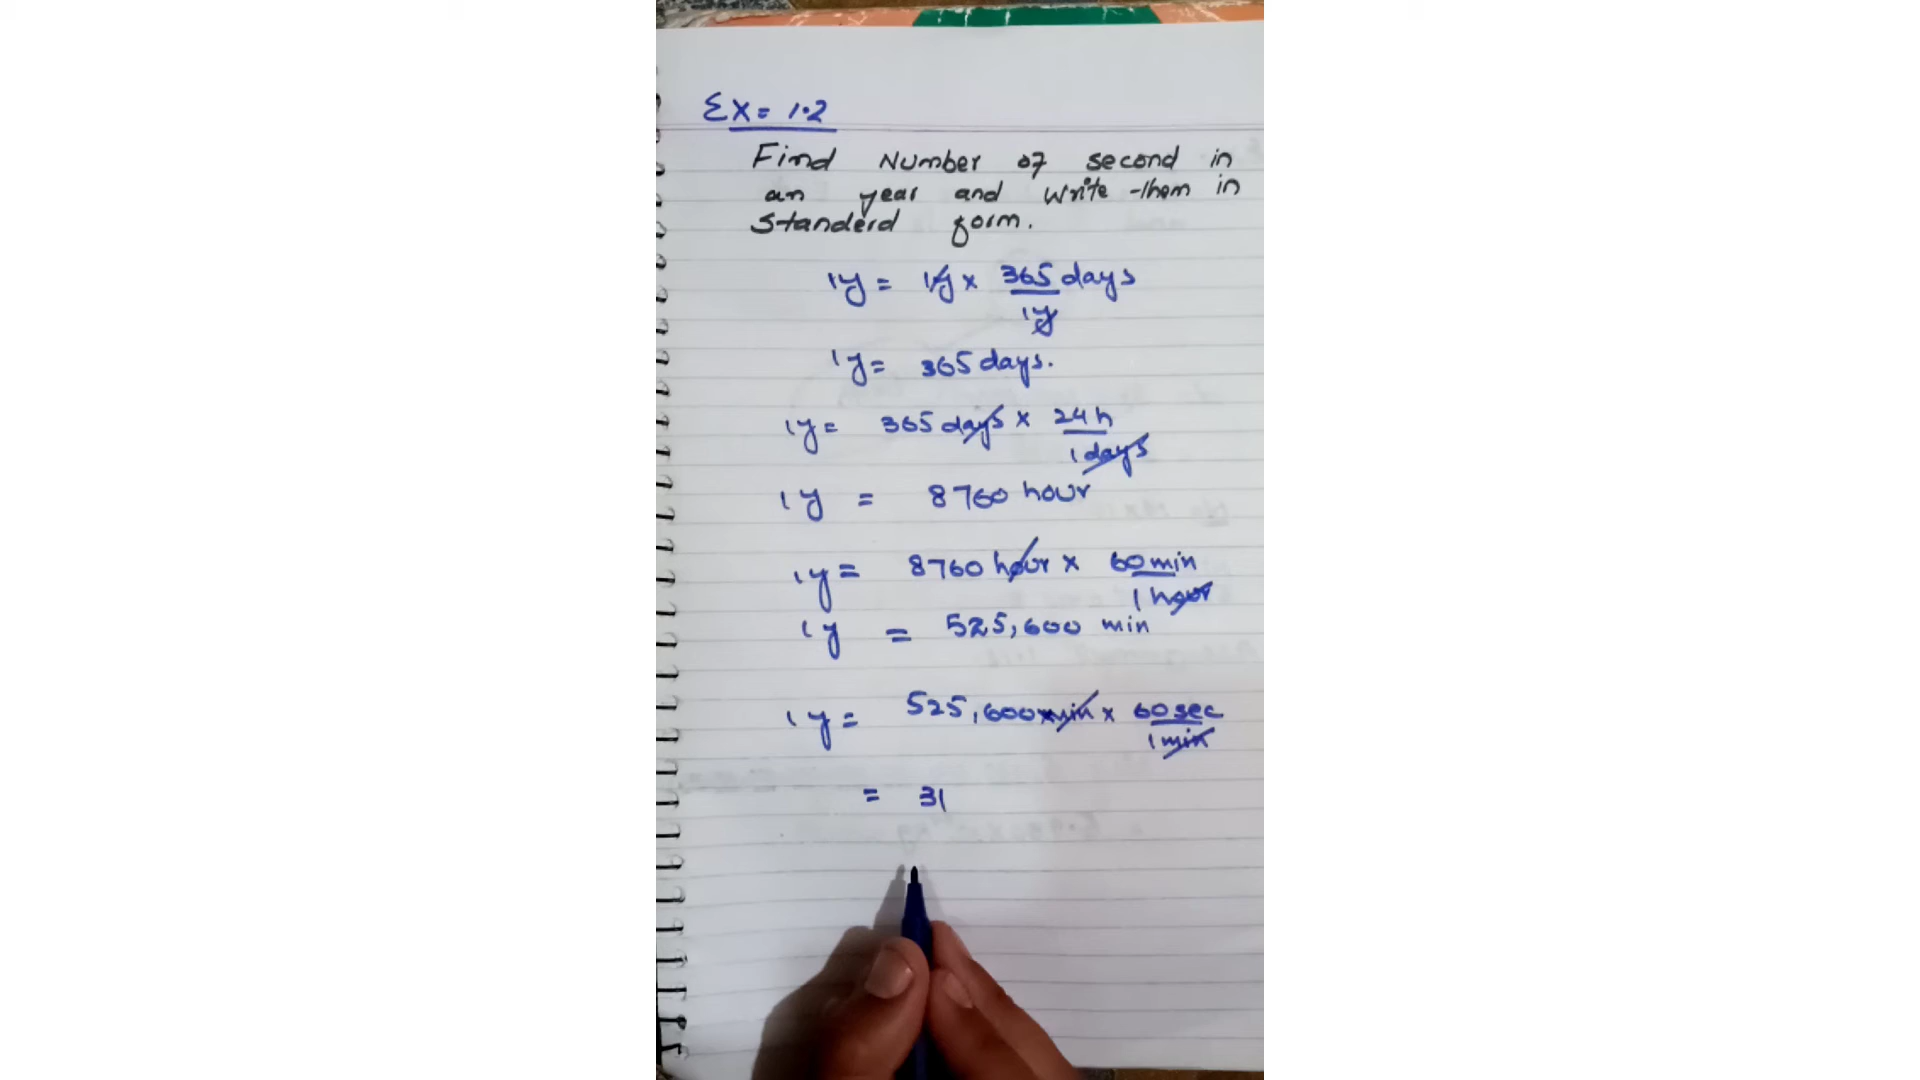 Ex = 1.2
Find Number of second in
an year and write them in
Standerd form.
1y = 1y × 365 days
1y
1y = 365 days.
1y = 365 days × 24 h
1 days
1y = 8760 hour
1y = 8760 hour × 60 min
1 hour
1y = 525,600 min
1y = 525,600 min × 60 sec
1 min
= 31